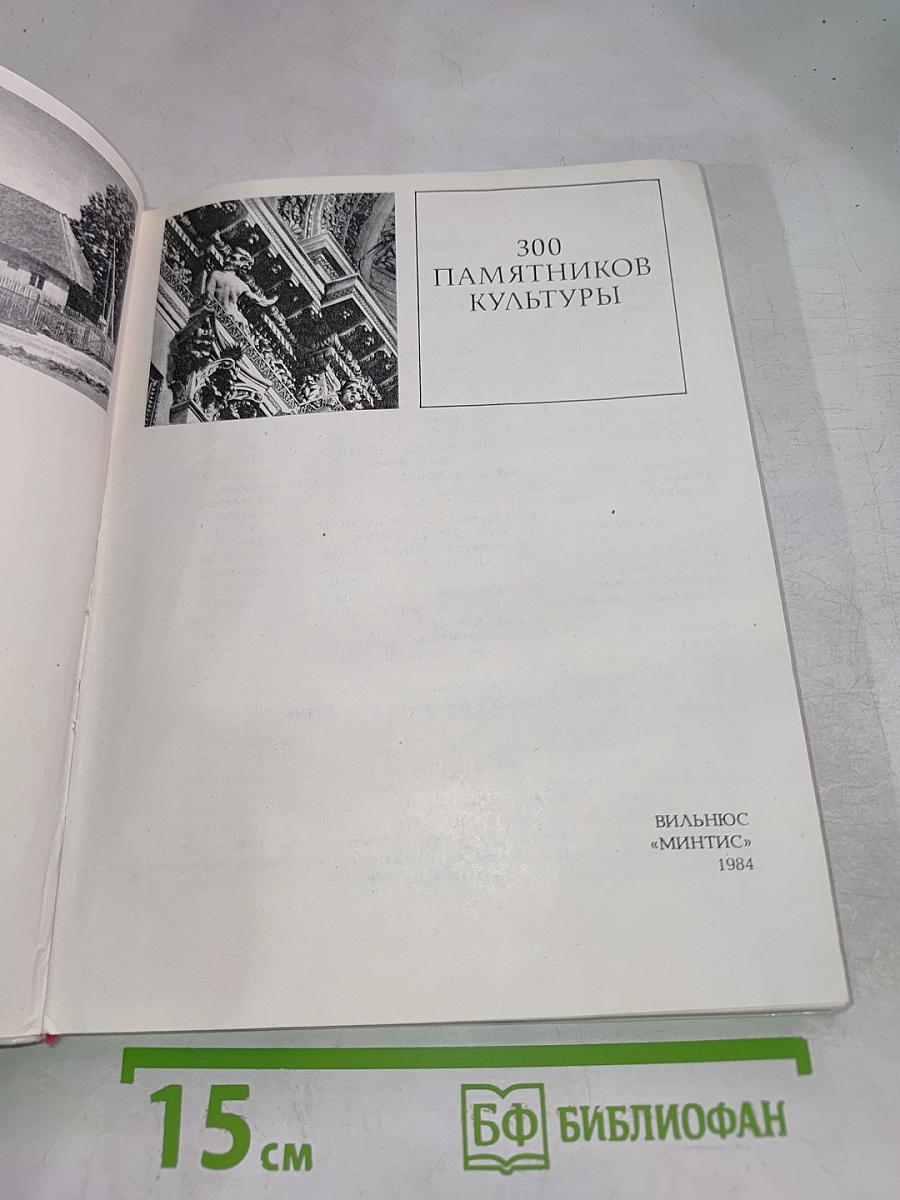 300
ПАМЯТНИКОВ
КУЛЬТУРЫ
ВИЛЬНЮС
«МИНТИС»
1984
15 см
БФ БИБЛИОФАН